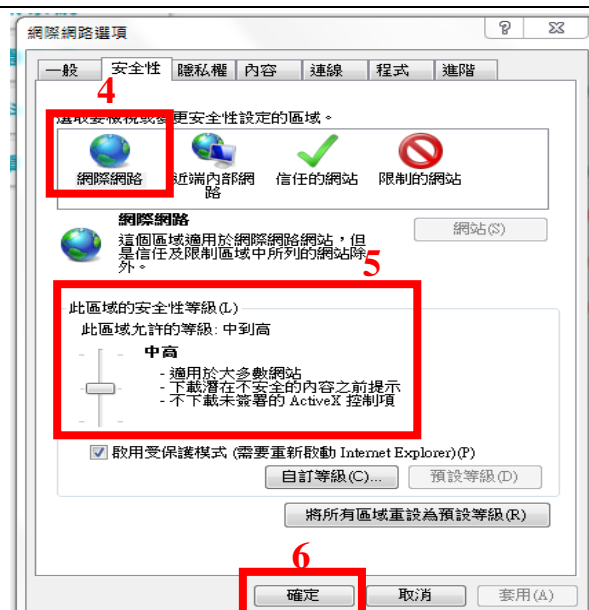 網際網路選項
一般 安全性 隱私權 內容 連線 程式 進階
4
選取要檢視或變更安全性設定的區域。
網際網路 近端內部網路 信任的網站 限制的網站
網際網路
網站(S)
這個區域適用於網際網路網站，但
是信任及限制區域中所列的網站除
外。
5
此區域的安全性等級(L)
此區域允許的等級: 中到高
中高
- 適用於大多數網站
- 下載潛在不安全的內容之前提示
- 不下載未簽署的 ActiveX 控制項
啟用受保護模式 (需要重新啟動 Internet Explorer)(P)
自訂等級(C)... 預設等級(D)
將所有區域重設為預設等級(R)
6
確定 取消 套用(A)